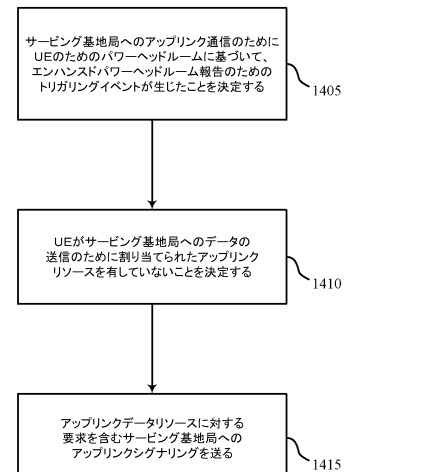 サービング基地局へのアップリンク通信のために
UEのためのパワーヘッドルームに基づいて、
エンハンスドパワーヘッドルーム報告のための
トリガリングイベントが生じたことを決定する
1405
UEがサービング基地局へのデータの
送信のために割り当てられたアップリンク
リソースを有していないことを決定する
1410
アップリンクデータリソースに対する
要求を含むサービング基地局への
アップリンクシグナリングを送る
1415